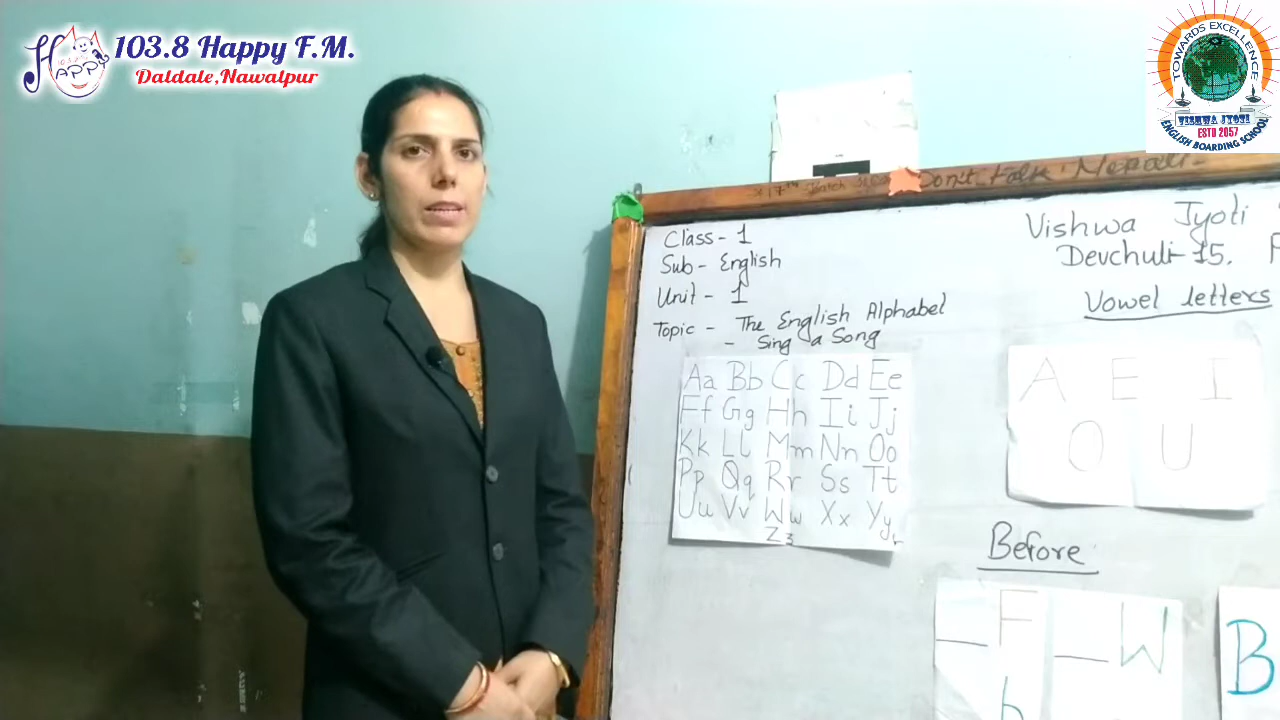 103.8 Happy F.M.
Daldale,Nawalpur
HAPPY
TOWARDS EXCELLENCE
VISHWA JYOTI
ESTD 2057
ENGLISH BOARDING SCHOOL
Don't Talk Nepali
Class - 1
Sub - English
Unit - 1
Topic - The English Alphabet
- Sing a Song
Aa Bb Cc Dd Ee
Ff Gg Hh Ii Jj
Kk Ll Mm Nn Oo
Pp Qq Rr Ss Tt
Uu Vv Ww Xx Yy
Zz
Vishwa Jyoti
Devchuli-15.
Vowel letters
A E I
O U
Before
_ F _ W
b
B